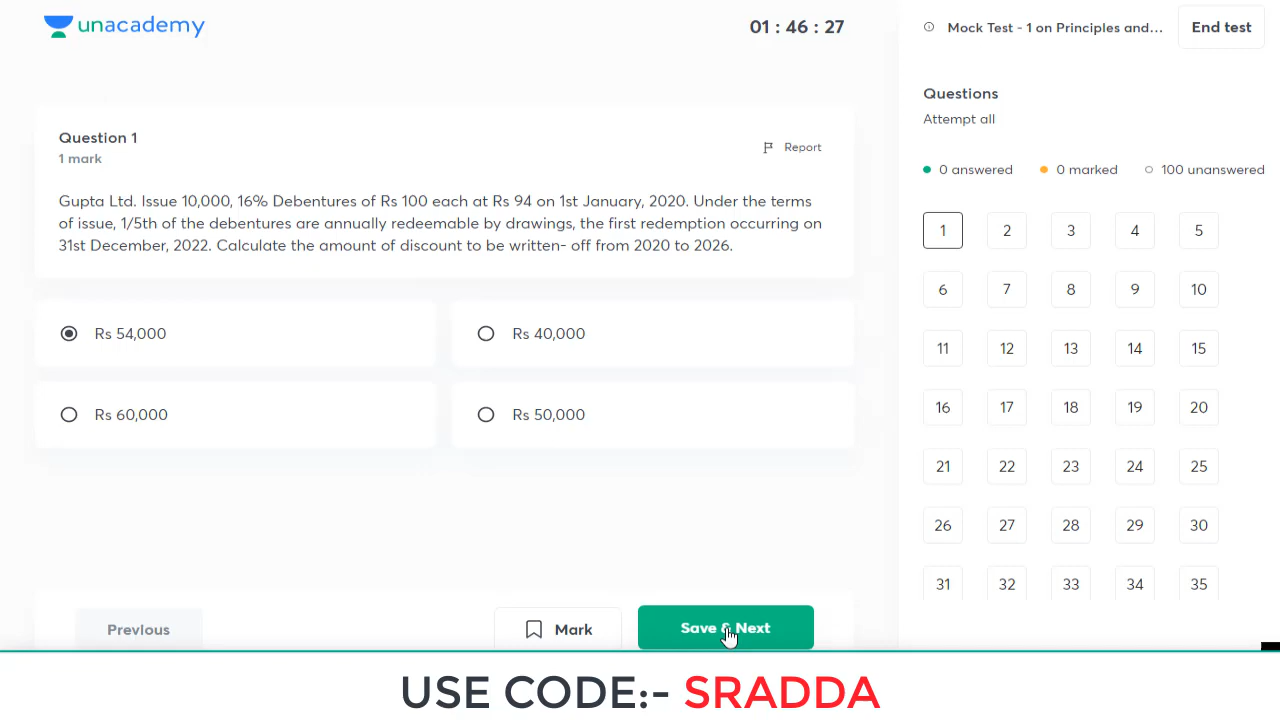 unacademy
01 : 46 : 27
Mock Test - 1 on Principles and...
End test
Question 1
1 mark
Report
Gupta Ltd. Issue 10,000, 16% Debentures of Rs 100 each at Rs 94 on 1st January, 2020. Under the terms
of issue, 1/5th of the debentures are annually redeemable by drawings, the first redemption occurring on
31st December, 2022. Calculate the amount of discount to be written- off from 2020 to 2026.
Rs 54,000
Rs 40,000
Rs 60,000
Rs 50,000
Previous
Mark
Save & Next
Questions
Attempt all
0 answered
0 marked
100 unanswered
1 2 3 4 5
6 7 8 9 10
11 12 13 14 15
16 17 18 19 20
21 22 23 24 25
26 27 28 29 30
31 32 33 34 35
USE CODE:- SRADDA